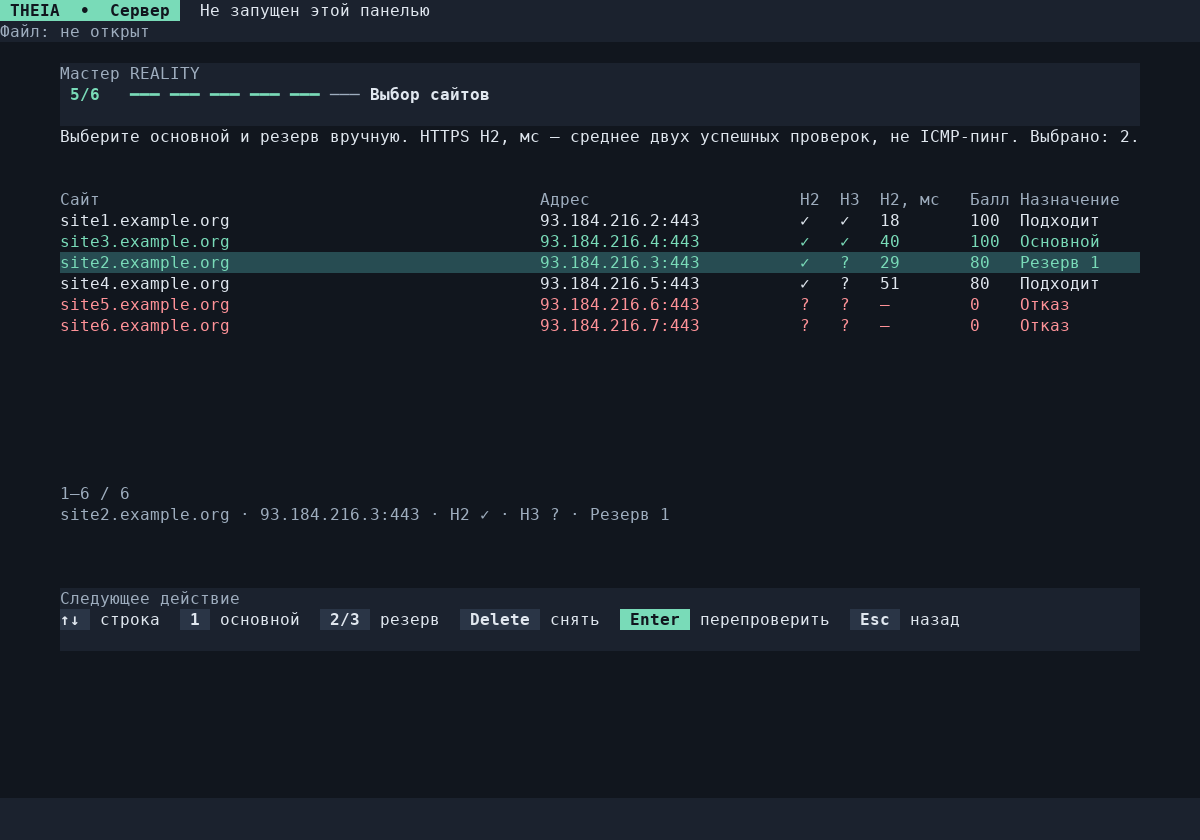 THEIA • Сервер Не запущен этой панелью
Файл: не открыт
Мастер REALITY
5/6 Выбор сайтов
Выберите основной и резерв вручную. HTTPS H2, мс — среднее двух успешных проверок, не ICMP-пинг. Выбрано: 2.
Сайт Адрес H2 H3 H2, мс Балл Назначение
site1.example.org 93.184.216.2:443 ✓ ✓ 18 100 Подходит
site3.example.org 93.184.216.4:443 ✓ ✓ 40 100 Основной
site2.example.org 93.184.216.3:443 ✓ ? 29 80 Резерв 1
site4.example.org 93.184.216.5:443 ✓ ? 51 80 Подходит
site5.example.org 93.184.216.6:443 ? ? — 0 Отказ
site6.example.org 93.184.216.7:443 ? ? — 0 Отказ
1–6 / 6
site2.example.org · 93.184.216.3:443 · H2 ✓ · H3 ? · Резерв 1
Следующее действие
↑↓ строка 1 основной 2/3 резерв Delete снять Enter перепроверить Esc назад